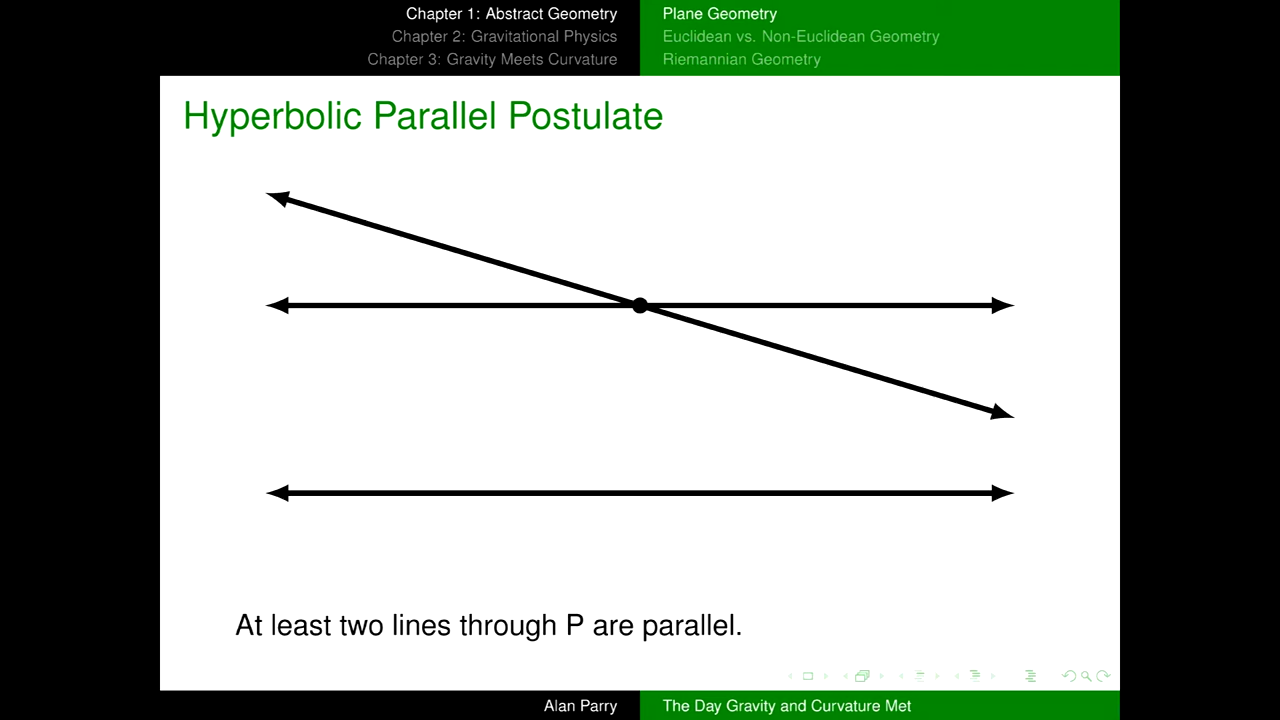 Chapter 1: Abstract Geometry
Chapter 2: Gravitational Physics
Chapter 3: Gravity Meets Curvature
Plane Geometry
Euclidean vs. Non-Euclidean Geometry
Riemannian Geometry
Hyperbolic Parallel Postulate
At least two lines through P are parallel.
Alan Parry
The Day Gravity and Curvature Met